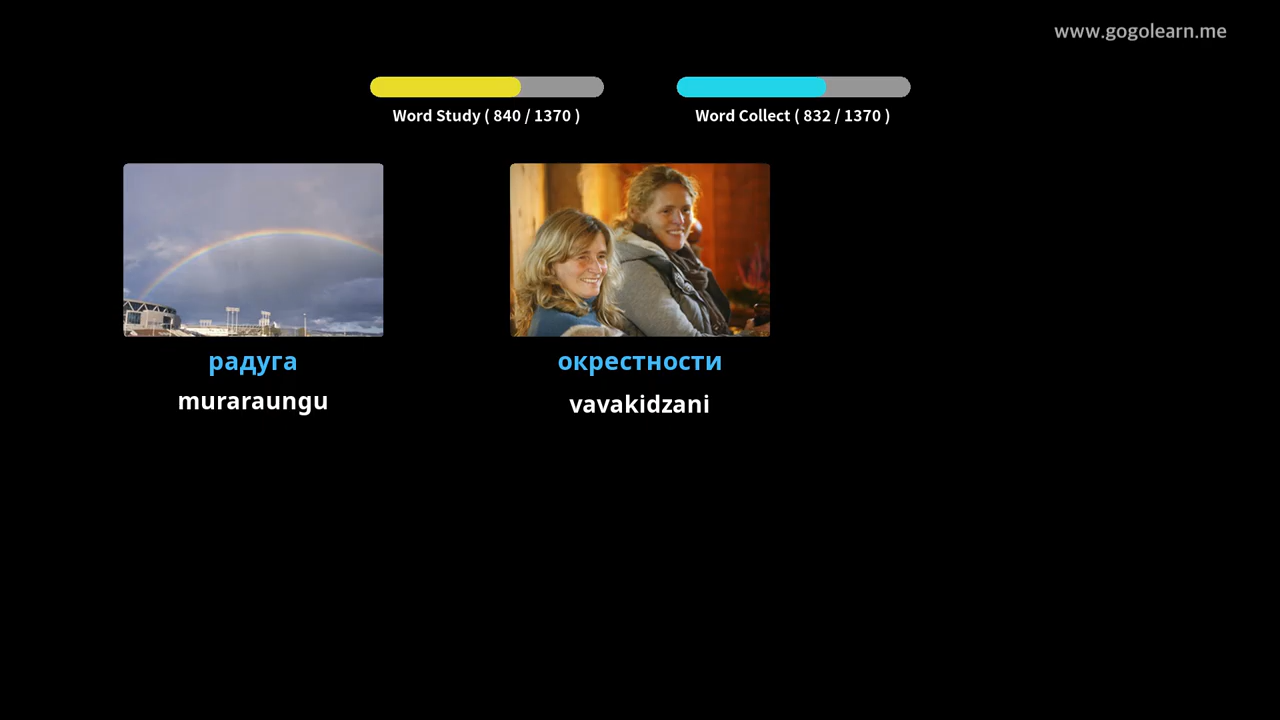 www.gogolearn.me
Word Study ( 840 / 1370 )
Word Collect ( 832 / 1370 )
радуга
muraraungu
окрестности
vavakidzani